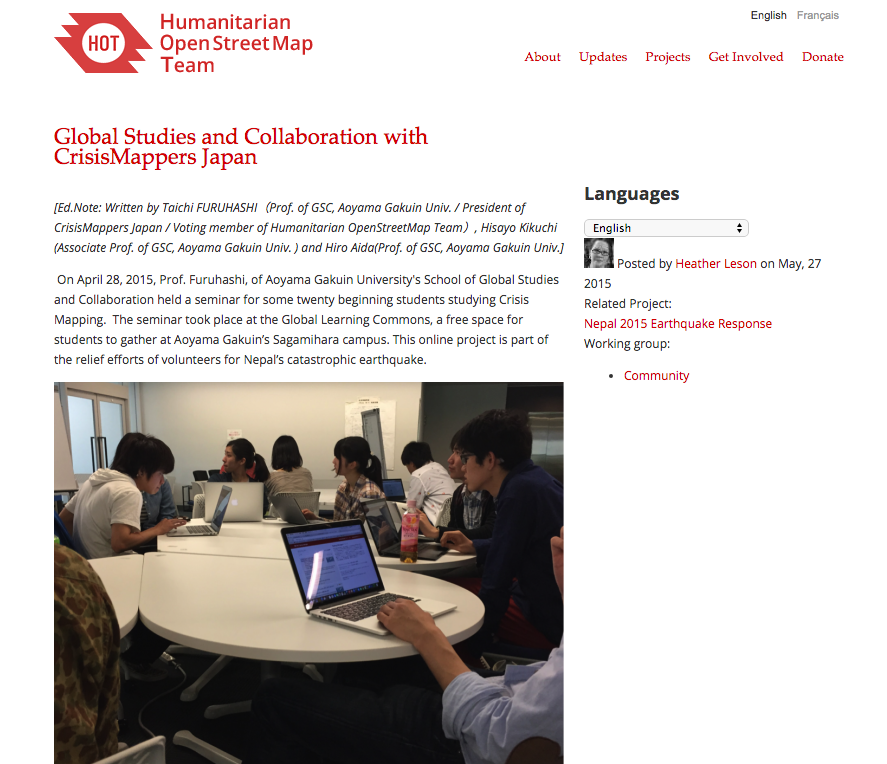 English Français
HOT
Humanitarian
OpenStreetMap
Team
About Updates Projects Get Involved Donate
Global Studies and Collaboration with
CrisisMappers Japan
[Ed.Note: Written by Taichi FURUHASHI（Prof. of GSC, Aoyama Gakuin Univ. / President of
CrisisMappers Japan / Voting member of Humanitarian OpenStreetMap Team）, Hisayo Kikuchi
(Associate Prof. of GSC, Aoyama Gakuin Univ. ) and Hiro Aida(Prof. of GSC, Aoyama Gakuin Univ.]
On April 28, 2015, Prof. Furuhashi, of Aoyama Gakuin University's School of Global Studies
and Collaboration held a seminar for some twenty beginning students studying Crisis
Mapping.  The seminar took place at the Global Learning Commons, a free space for
students to gather at Aoyama Gakuin’s Sagamihara campus. This online project is part of
the relief efforts of volunteers for Nepal’s catastrophic earthquake.
Languages
English
Posted by Heather Leson on May, 27
2015
Related Project:
Nepal 2015 Earthquake Response
Working group:
• Community